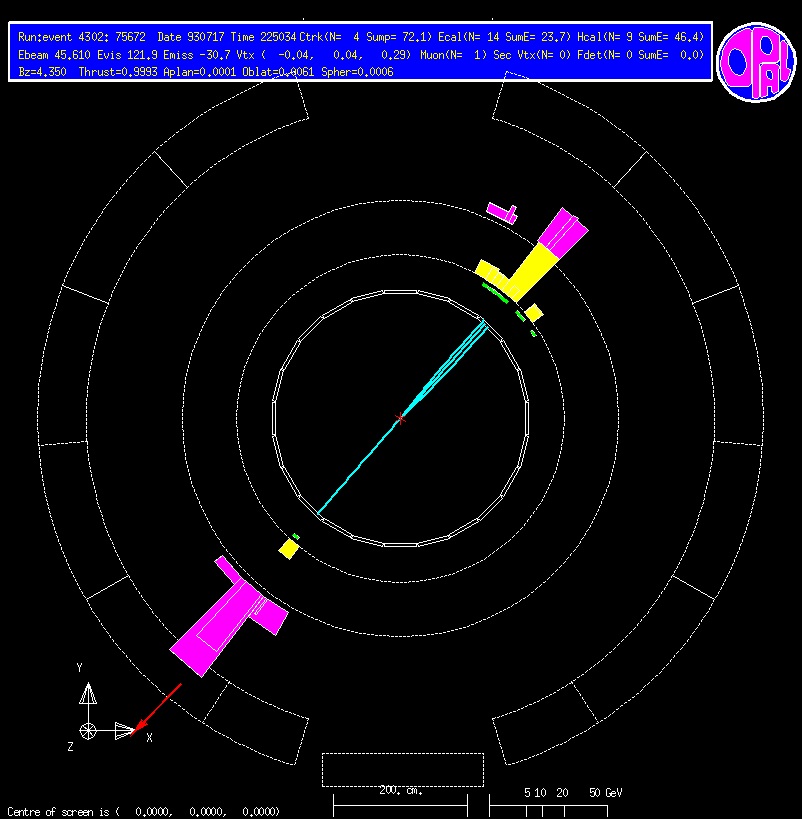 Run:event 4302: 75672 Date 930717 Time 225034 Ctrk(N= 4 Sump= 72.1) Ecal(N= 14 SumE= 23.7) Hcal(N= 9 SumE= 46.4)
Ebeam 45.610 Evis 121.9 Emiss -30.7 Vtx ( -0.04, 0.04, 0.29) Muon(N= 1) Sec Vtx(N= 0) Fdet(N= 0 SumE= 0.0)
Bz=4.350 Thrust=0.9993 Aplan=0.0001 Oblat=0.0061 Spher=0.0006
OPAL
Y
X
Z
200. cm.
5 10 20 50 GeV
Centre of screen is ( 0.0000, 0.0000, 0.0000)